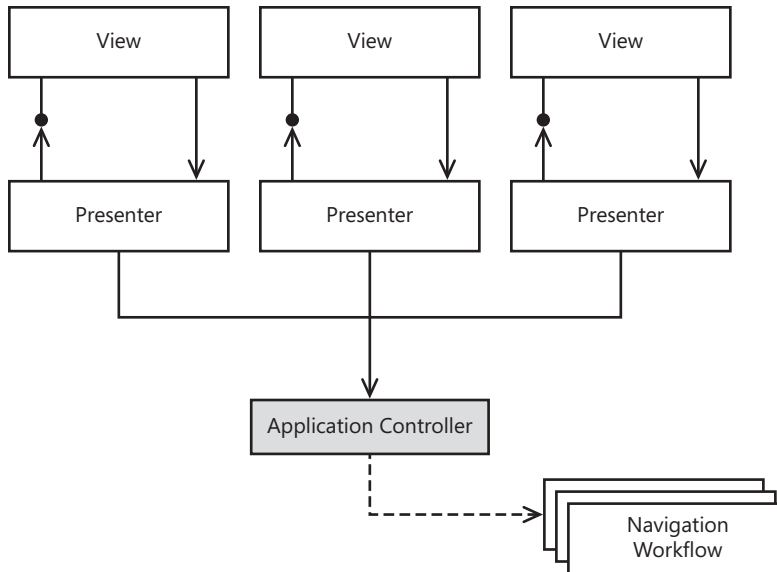 View
View
View
Presenter
Presenter
Presenter
Application Controller
Navigation
Workflow